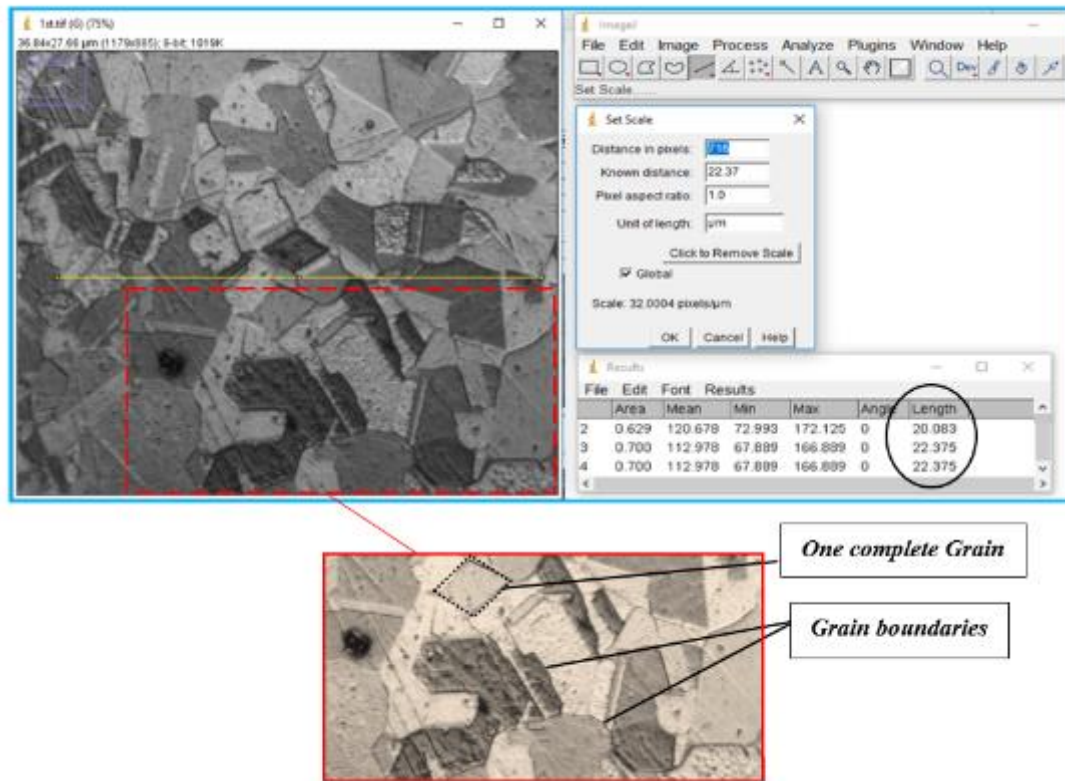 1st.tif (G) (75%)
36.84x27.66 µm (1179x885); 8-bit; 1019K
ImageJ
File Edit Image Process Analyze Plugins Window Help
A Dev
Set Scale......
Set Scale
Distance in pixels:
Known distance: 22.37
Pixel aspect ratio: 1.0
Unit of length: µm
Click to Remove Scale
Global
Scale: 32.0004 pixels/µm
OK Cancel Help
Results
File Edit Font Results
Area Mean Min Max Angle Length
2 0.629 120.678 72.993 172.125 0 20.083
3 0.700 112.978 67.889 166.889 0 22.375
4 0.700 112.978 67.889 166.889 0 22.375
One complete Grain
Grain boundaries